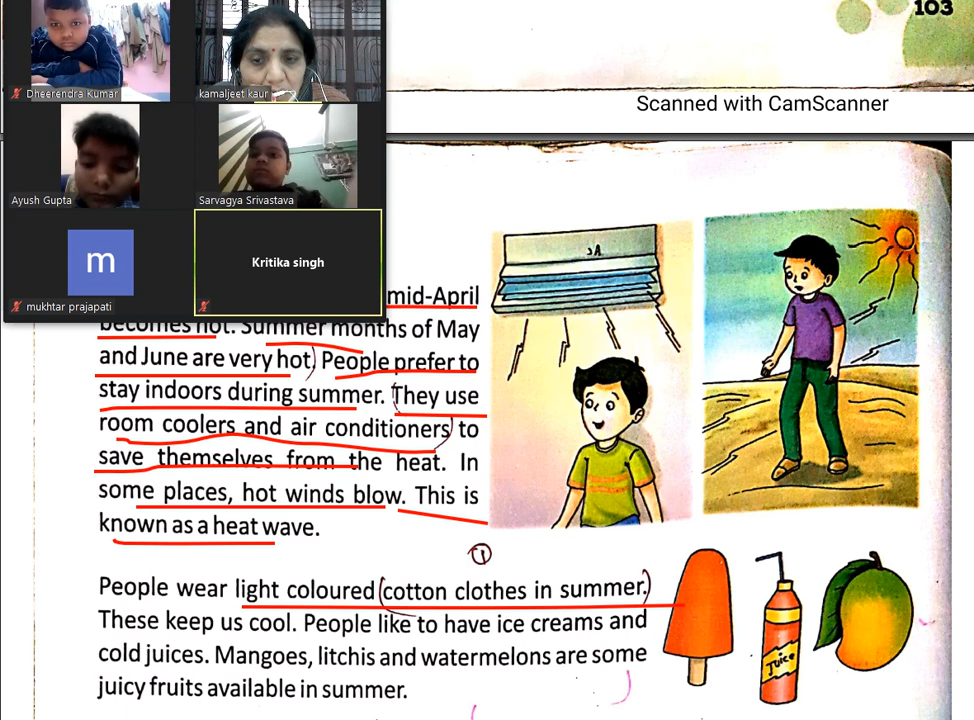 103
Scanned with CamScanner
Dheerendra Kumar
kamaljeet kaur
Ayush Gupta
Sarvagya Srivastava
m
mukhtar prajapati
Kritika singh
mid-April
becomes hot. Summer months of May
and June are very hot. People prefer to
stay indoors during summer. They use
room coolers and air conditioners to
save themselves from the heat. In
some places, hot winds blow. This is
known as a heat wave.
1
People wear light coloured cotton clothes in summer.
These keep us cool. People like to have ice creams and
cold juices. Mangoes, litchis and watermelons are some
juicy fruits available in summer.
Juice